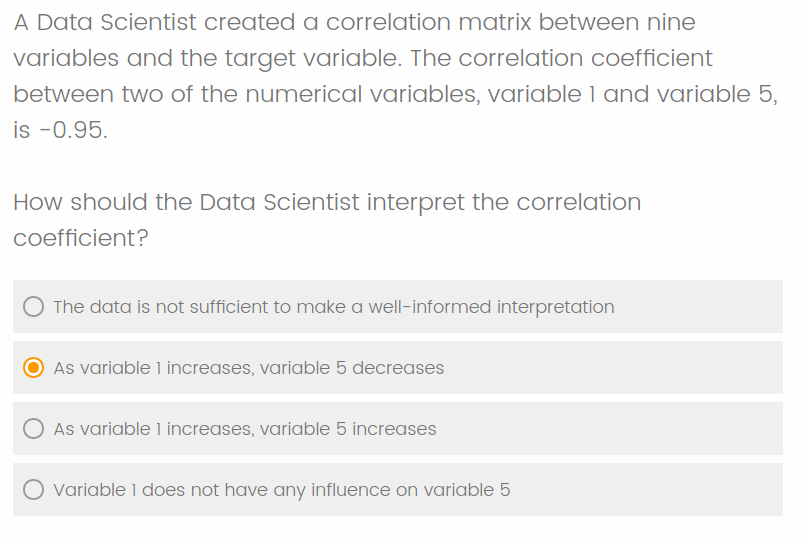 A Data Scientist created a correlation matrix between nine
variables and the target variable. The correlation coefficient
between two of the numerical variables, variable 1 and variable 5,
is -0.95.
How should the Data Scientist interpret the correlation
coefficient?
The data is not sufficient to make a well-informed interpretation
As variable 1 increases, variable 5 decreases
As variable 1 increases, variable 5 increases
Variable 1 does not have any influence on variable 5